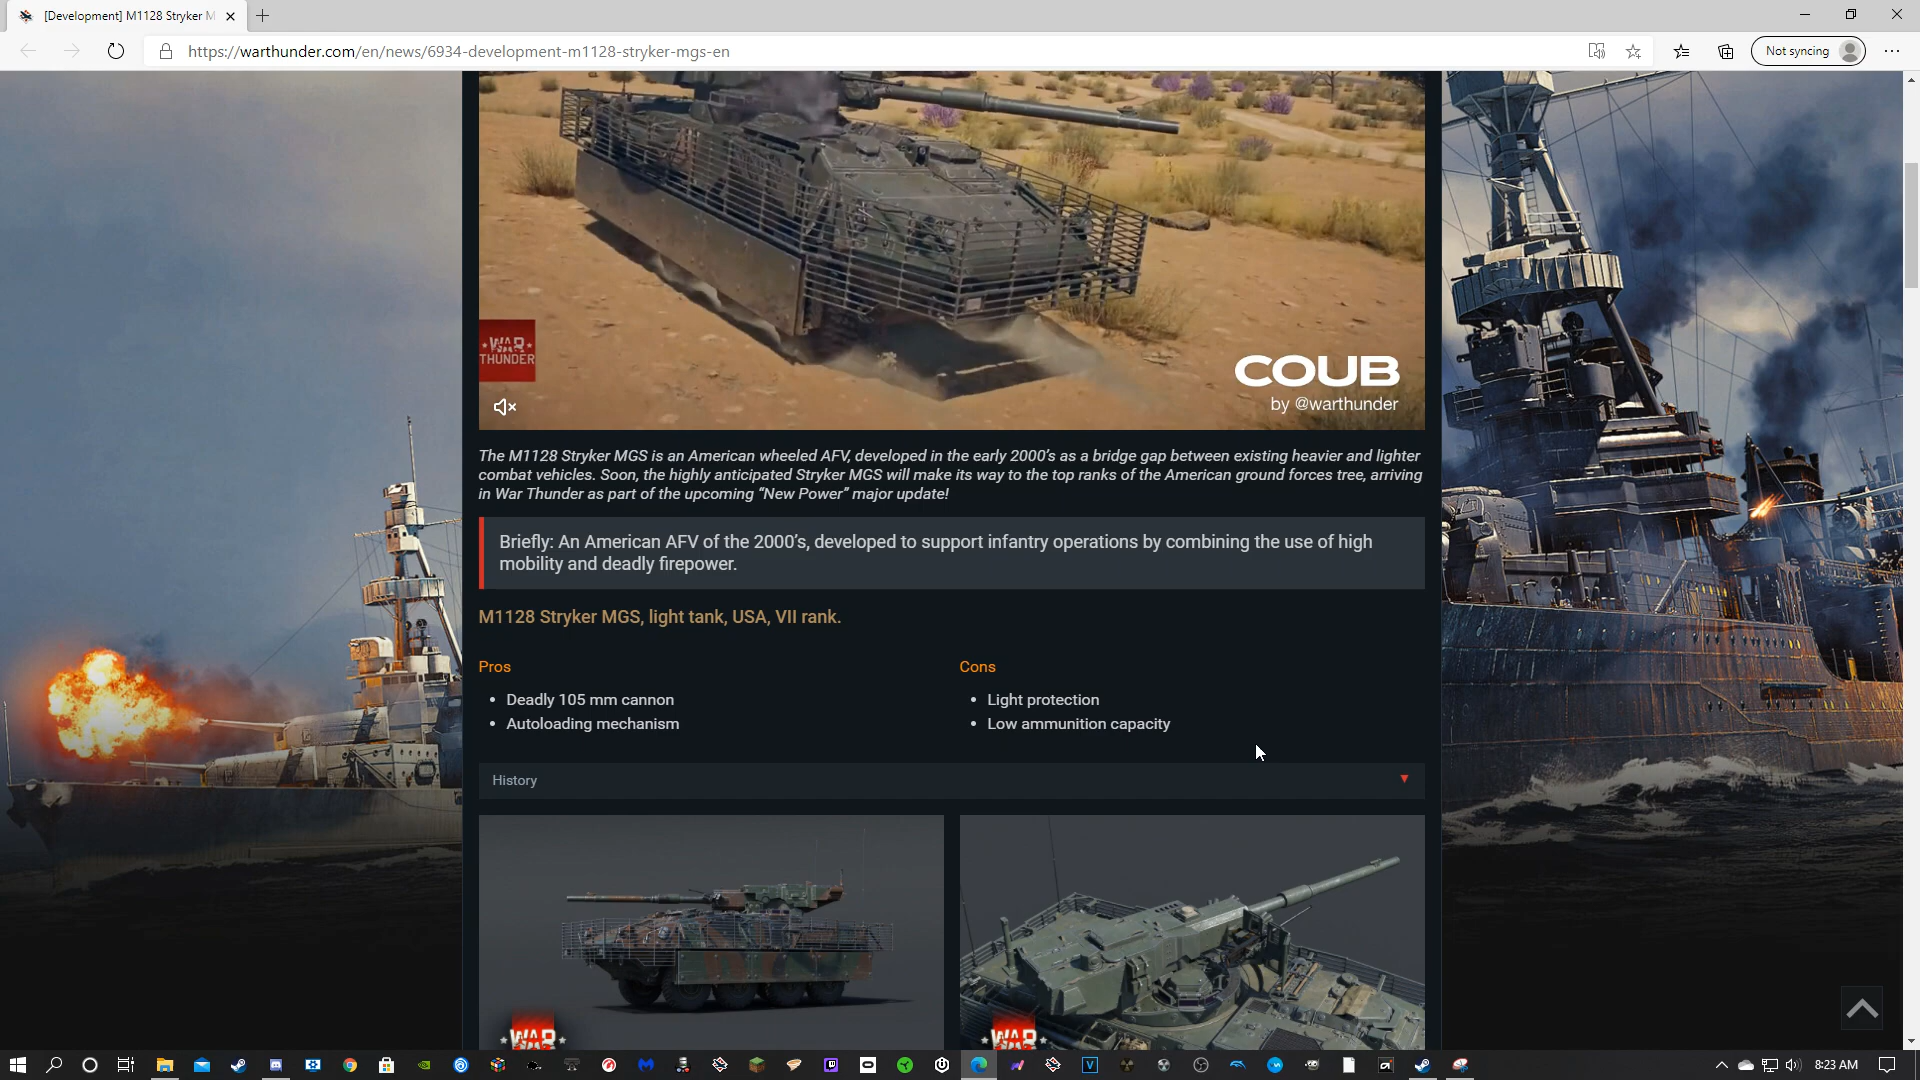 [Development] M1128 Stryker M
https://warthunder.com/en/news/6934-development-m1128-stryker-mgs-en
Not syncing
WAR
THUNDER
COUB
by @warthunder
The M1128 Stryker MGS is an American wheeled AFV, developed in the early 2000's as a bridge gap between existing heavier and lighter
combat vehicles. Soon, the highly anticipated Stryker MGS will make its way to the top ranks of the American ground forces tree, arriving
in War Thunder as part of the upcoming “New Power” major update!
Briefly: An American AFV of the 2000's, developed to support infantry operations by combining the use of high
mobility and deadly firepower.
M1128 Stryker MGS, light tank, USA, VII rank.
Pros
• Deadly 105 mm cannon
• Autoloading mechanism
Cons
• Light protection
• Low ammunition capacity
History
WAR
WAR
8:23 AM